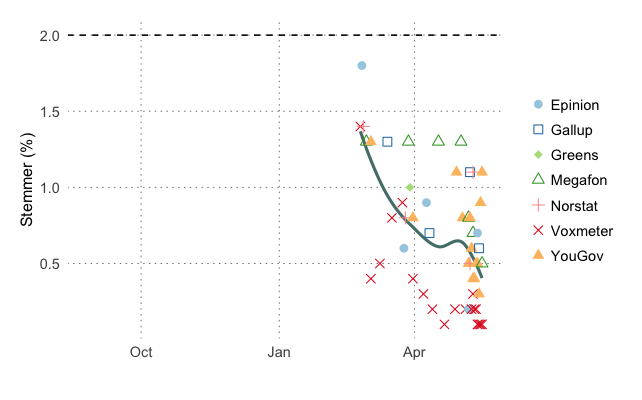 2.0
1.5
1.0
0.5
Stemmer (%)
Oct Jan Apr
Epinion
Gallup
Greens
Megafon
Norstat
Voxmeter
YouGov